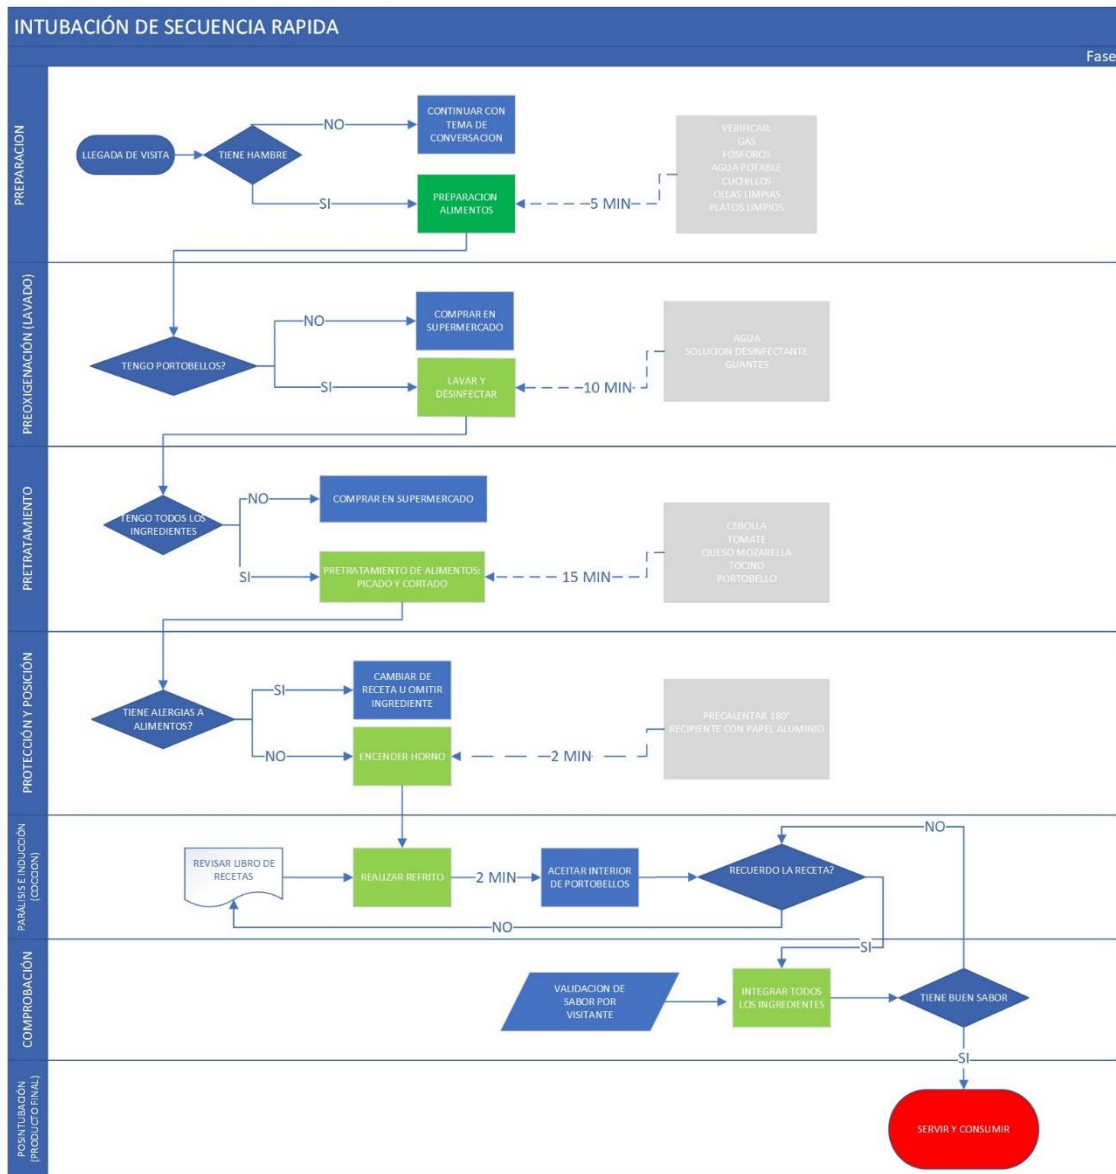 INTUBACIÓN DE SECUENCIA RAPIDA
Fase
PREPARACION
LLEGADA DE VISITA
TIENE HAMBRE
NO
CONTINUAR CON
TEMA DE
CONVERSACION
SI
PREPARACION
ALIMENTOS
5 MIN
VERIFICAR:
GAS
FOSFOROS
AGUA POTABLE
CUCHILLOS
OLLAS LIMPIAS
PLATOS LIMPIOS
PREOXIGENACIÓN (LAVADO)
TENGO PORTOBELLOS?
NO
COMPRAR EN
SUPERMERCADO
SI
LAVAR Y
DESINFECTAR
10 MIN
AGUA
SOLUCION DESINFECTANTE
GUANTES
PRETRATAMIENTO
TENGO TODOS LOS
INGREDIENTES
NO
COMPRAR EN SUPERMERCADO
SI
PRETRATAMIENTO DE ALIMENTOS:
PICADO Y CORTADO
15 MIN
CEBOLLA
TOMATE
QUESO MOZARELLA
TOCINO
PORTOBELLO
PROTECCIÓN Y POSICIÓN
TIENE ALERGIAS A
ALIMENTOS?
SI
CAMBIAR DE
RECETA U OMITIR
INGREDIENTE
NO
ENCENDER HORNO
2 MIN
PRECALENTAR 180°
RECIPIENTE CON PAPEL ALUMINIO
PARÁLISIS E INDUCCIÓN
(COCCION)
REVISAR LIBRO DE
RECETAS
REALIZAR REFRITO
2 MIN
ACEITAR INTERIOR
DE PORTOBELLOS
RECUERDO LA RECETA?
NO
NO
SI
COMPROBACIÓN
VALIDACION DE
SABOR POR
VISITANTE
INTEGRAR TODOS
LOS INGREDIENTES
TIENE BUEN SABOR
SI
POSINTUBACIÓN
(PRODUCTO FINAL)
SERVIR Y CONSUMIR